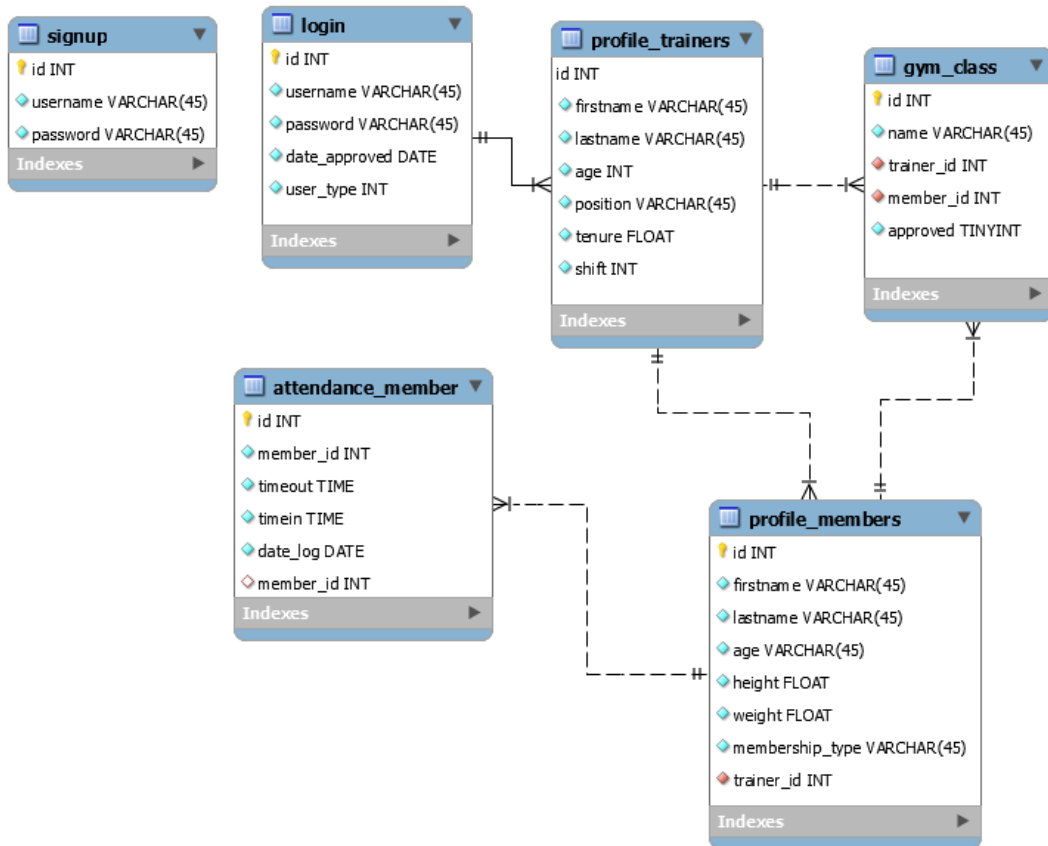 signup
id INT
username VARCHAR(45)
password VARCHAR(45)
Indexes
login
id INT
username VARCHAR(45)
password VARCHAR(45)
date_approved DATE
user_type INT
Indexes
profile_trainers
id INT
firstname VARCHAR(45)
lastname VARCHAR(45)
age INT
position VARCHAR(45)
tenure FLOAT
shift INT
Indexes
gym_class
id INT
name VARCHAR(45)
trainer_id INT
member_id INT
approved TINYINT
Indexes
attendance_member
id INT
member_id INT
timeout TIME
timein TIME
date_log DATE
member_id INT
Indexes
profile_members
id INT
firstname VARCHAR(45)
lastname VARCHAR(45)
age VARCHAR(45)
height FLOAT
weight FLOAT
membership_type VARCHAR(45)
trainer_id INT
Indexes